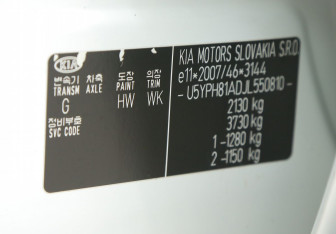 KIA
변속기 차축 도장 의장
TRANSM AXLE PAINT TRIM
G HW WK
정비부호
SVC CODE
KIA MOTORS SLOVAKIA S.R.O.
e11*2007/46*3144
- U5YPH81ADJL550810 -
2130 kg
3730 kg
1 -1280 kg
2 -1150 kg